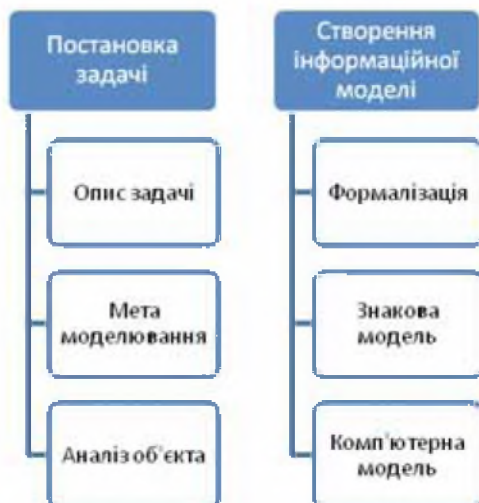 Постановка
задачі
Опис задачі
Мета
моделювання
Аналіз об'єкта
Створення
інформаційної
моделі
Формалізація
Знакова
модель
Комп'ютерна
модель